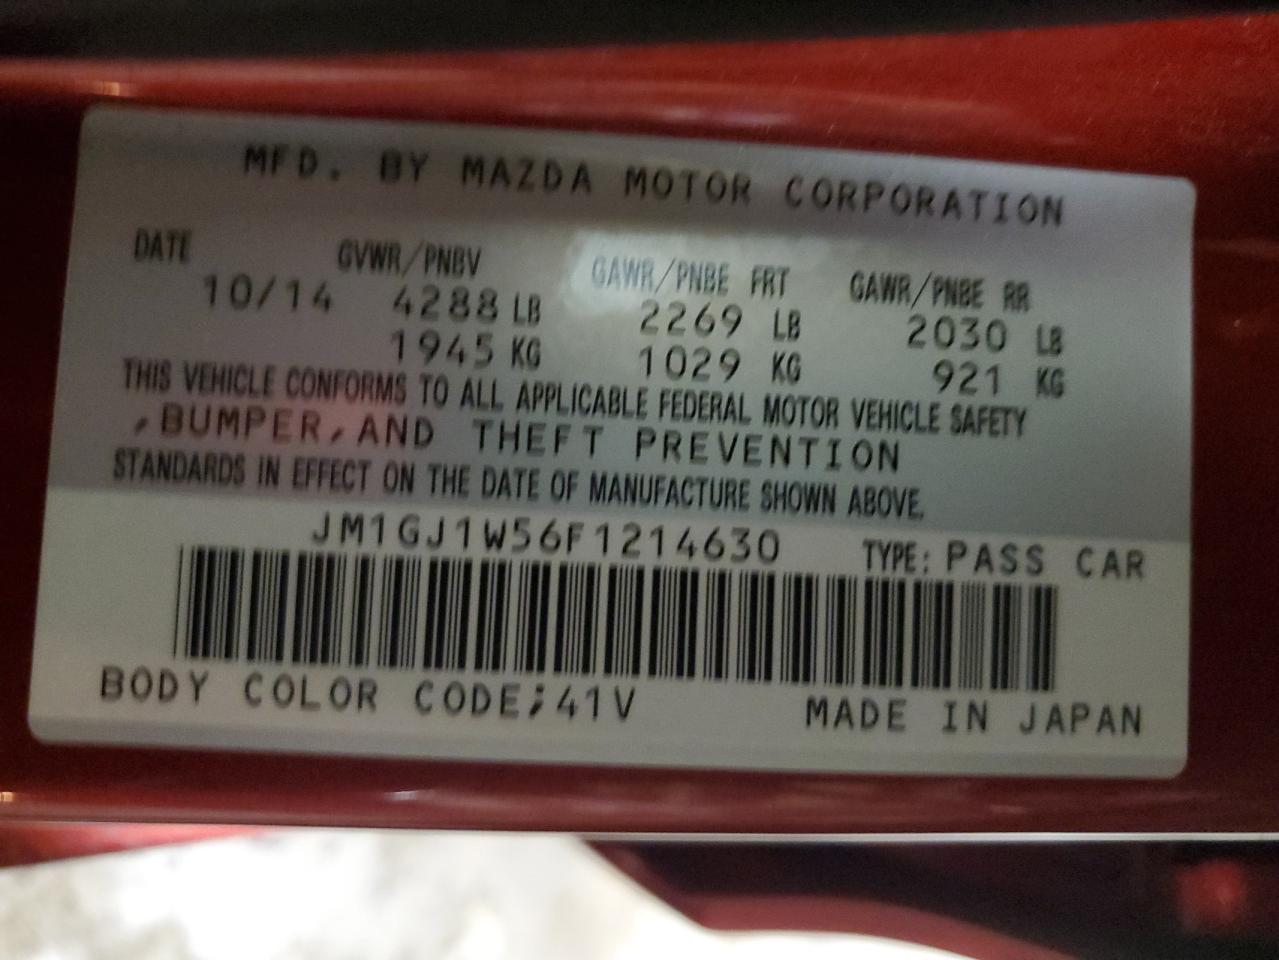 MFD. BY MAZDA MOTOR CORPORATION
DATE GVWR/PNBV GAWR/PNBE FRT GAWR/PNBE RR
10/14 4288 LB 2269 LB 2030 LB
1945 KG 1029 KG 921 KG
THIS VEHICLE CONFORMS TO ALL APPLICABLE FEDERAL MOTOR VEHICLE SAFETY
,BUMPER,AND THEFT PREVENTION
STANDARDS IN EFFECT ON THE DATE OF MANUFACTURE SHOWN ABOVE.
JM1GJ1W56F1214630 TYPE: PASS CAR
BODY COLOR CODE;41V MADE IN JAPAN